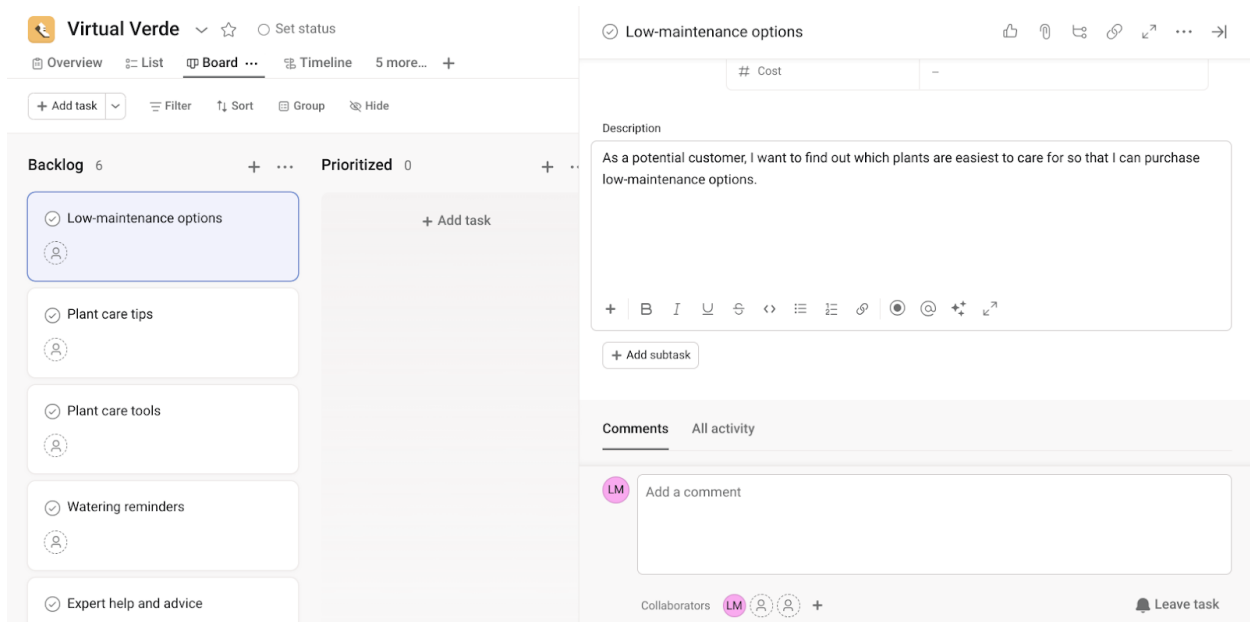 Virtual Verde Set status
Overview List Board ... Timeline 5 more... +
+ Add task Filter Sort Group Hide
Backlog 6 + ...
Low-maintenance options
Plant care tips
Plant care tools
Watering reminders
Expert help and advice
Prioritized 0 +
+ Add task
Low-maintenance options
# Cost –
Description
As a potential customer, I want to find out which plants are easiest to care for so that I can purchase
low-maintenance options.
+ B I U S <> @
+ Add subtask
Comments All activity
LM Add a comment
Collaborators LM + Leave task